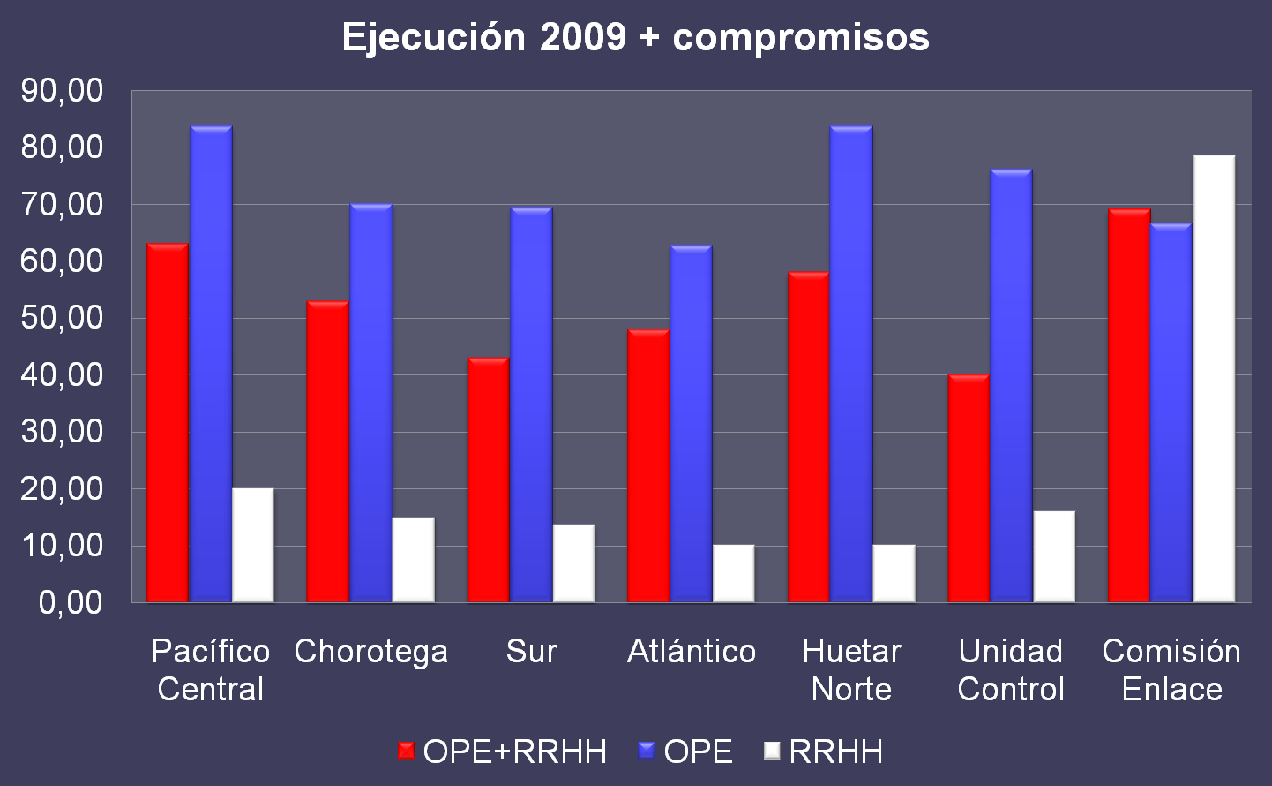 Ejecución 2009 + compromisos
90,00
80,00
70,00
60,00
50,00
40,00
30,00
20,00
10,00
0,00
Pacífico Central
Chorotega
Sur
Atlántico
Huetar Norte
Unidad Control
Comisión Enlace
OPE+RRHH OPE RRHH